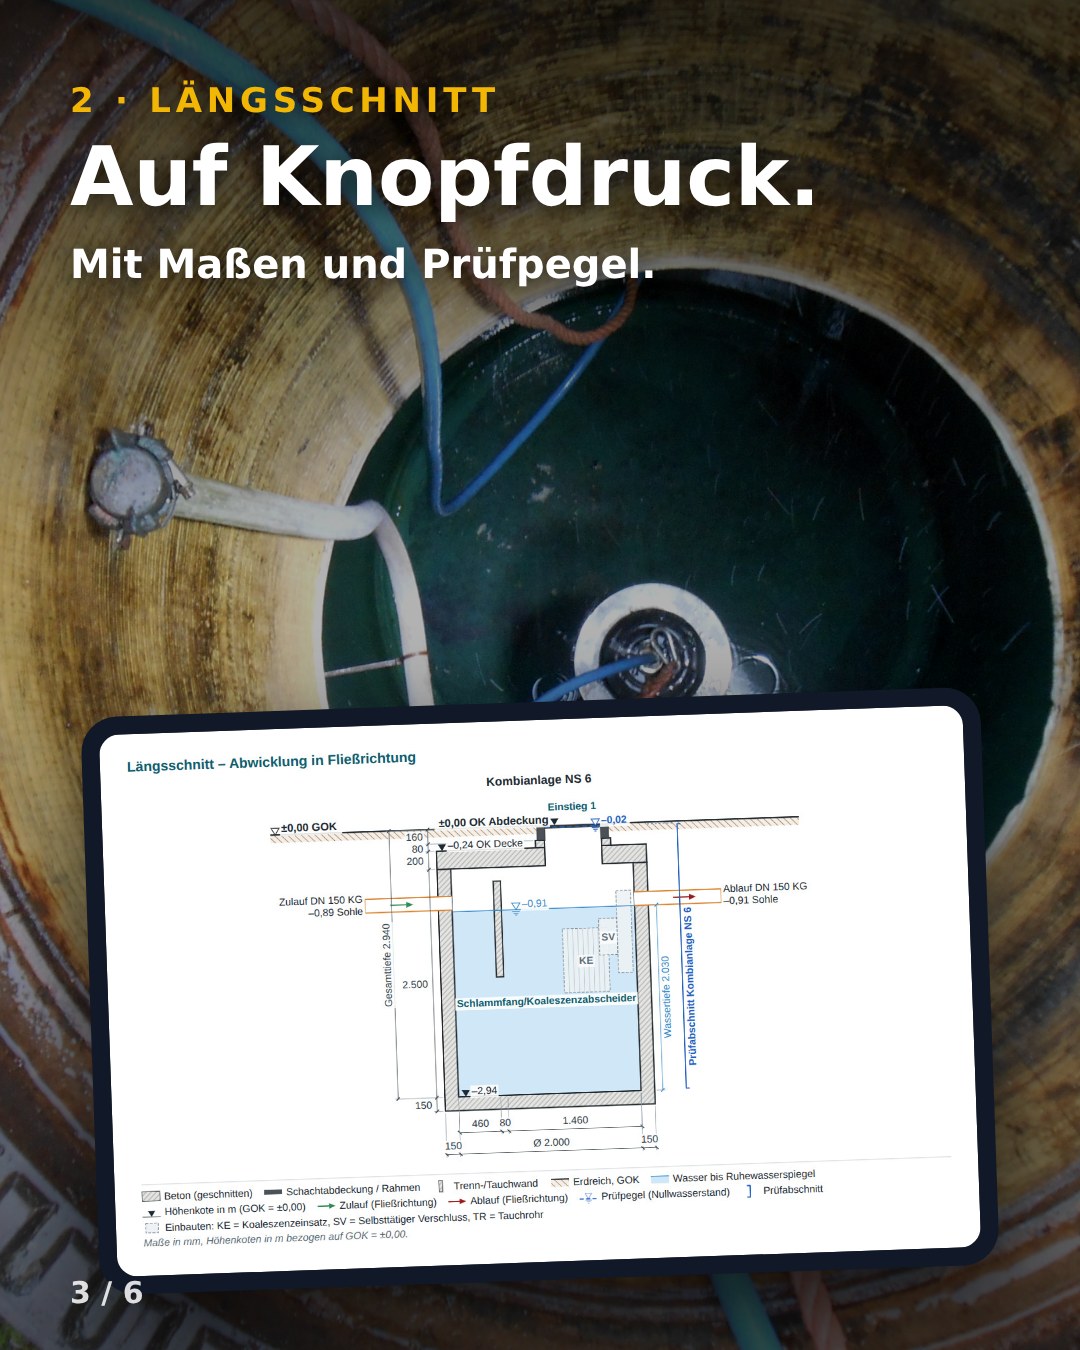 2 · LÄNGSSCHNITT
Auf Knopfdruck.
Mit Maßen und Prüfpegel.
Längsschnitt – Abwicklung in Fließrichtung
Kombianlage NS 6
Einstieg 1
±0,00 GOK
±0,00 OK Abdeckung
–0,02
160
80
–0,24 OK Decke
200
Zulauf DN 150 KG
–0,89 Sohle
–0,91
Ablauf DN 150 KG
–0,91 Sohle
SV
KE
Gesamttiefe 2.940
2.500
Schlammfang/Koaleszenzabscheider
Wassertiefe 2.030
Prüfabschnitt Kombianlage NS 6
–2,94
150
460 80 1.460
150 Ø 2.000 150
Beton (geschnitten) Schachtabdeckung / Rahmen Trenn-/Tauchwand Erdreich, GOK Wasser bis Ruhewasserspiegel
Höhenkote in m (GOK = ±0,00) Zulauf (Fließrichtung) Ablauf (Fließrichtung) Prüfpegel (Nullwasserstand) Prüfabschnitt
Einbauten: KE = Koaleszenzeinsatz, SV = Selbsttätiger Verschluss, TR = Tauchrohr
Maße in mm, Höhenkoten in m bezogen auf GOK = ±0,00.
3 / 6